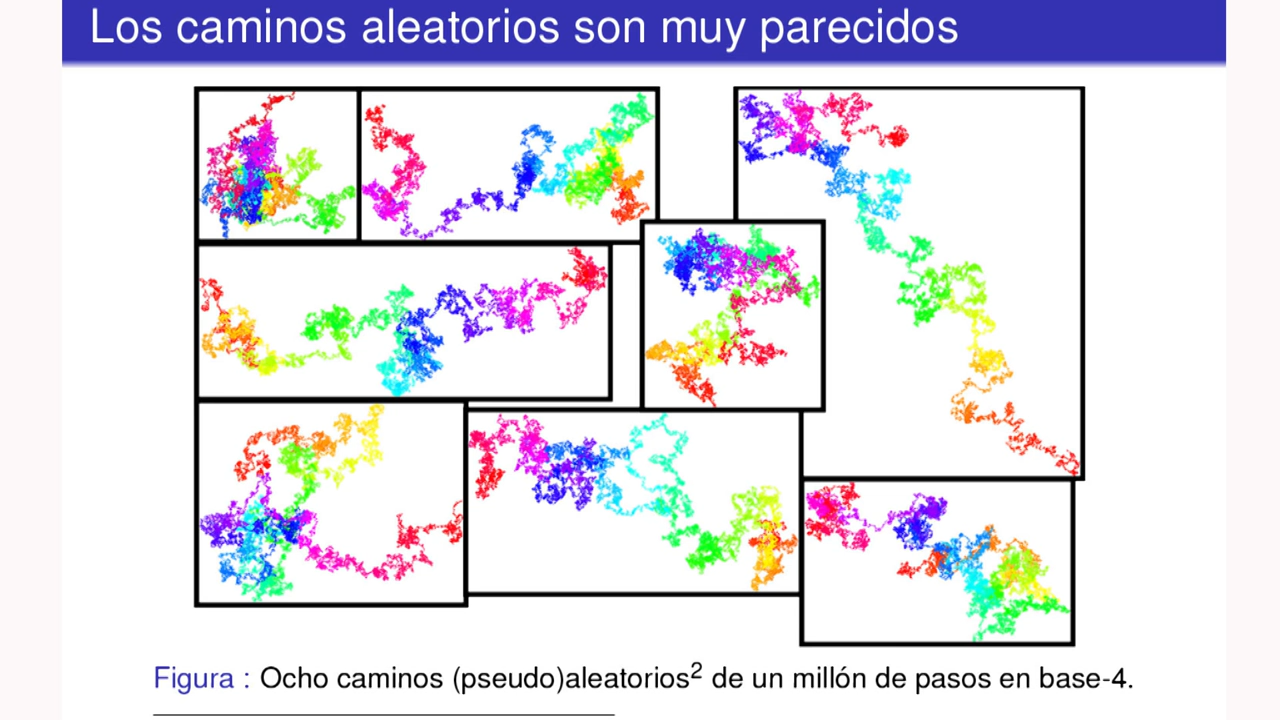 Los caminos aleatorios son muy parecidos
Figura : Ocho caminos (pseudo)aleatorios² de un millón de pasos en base-4.